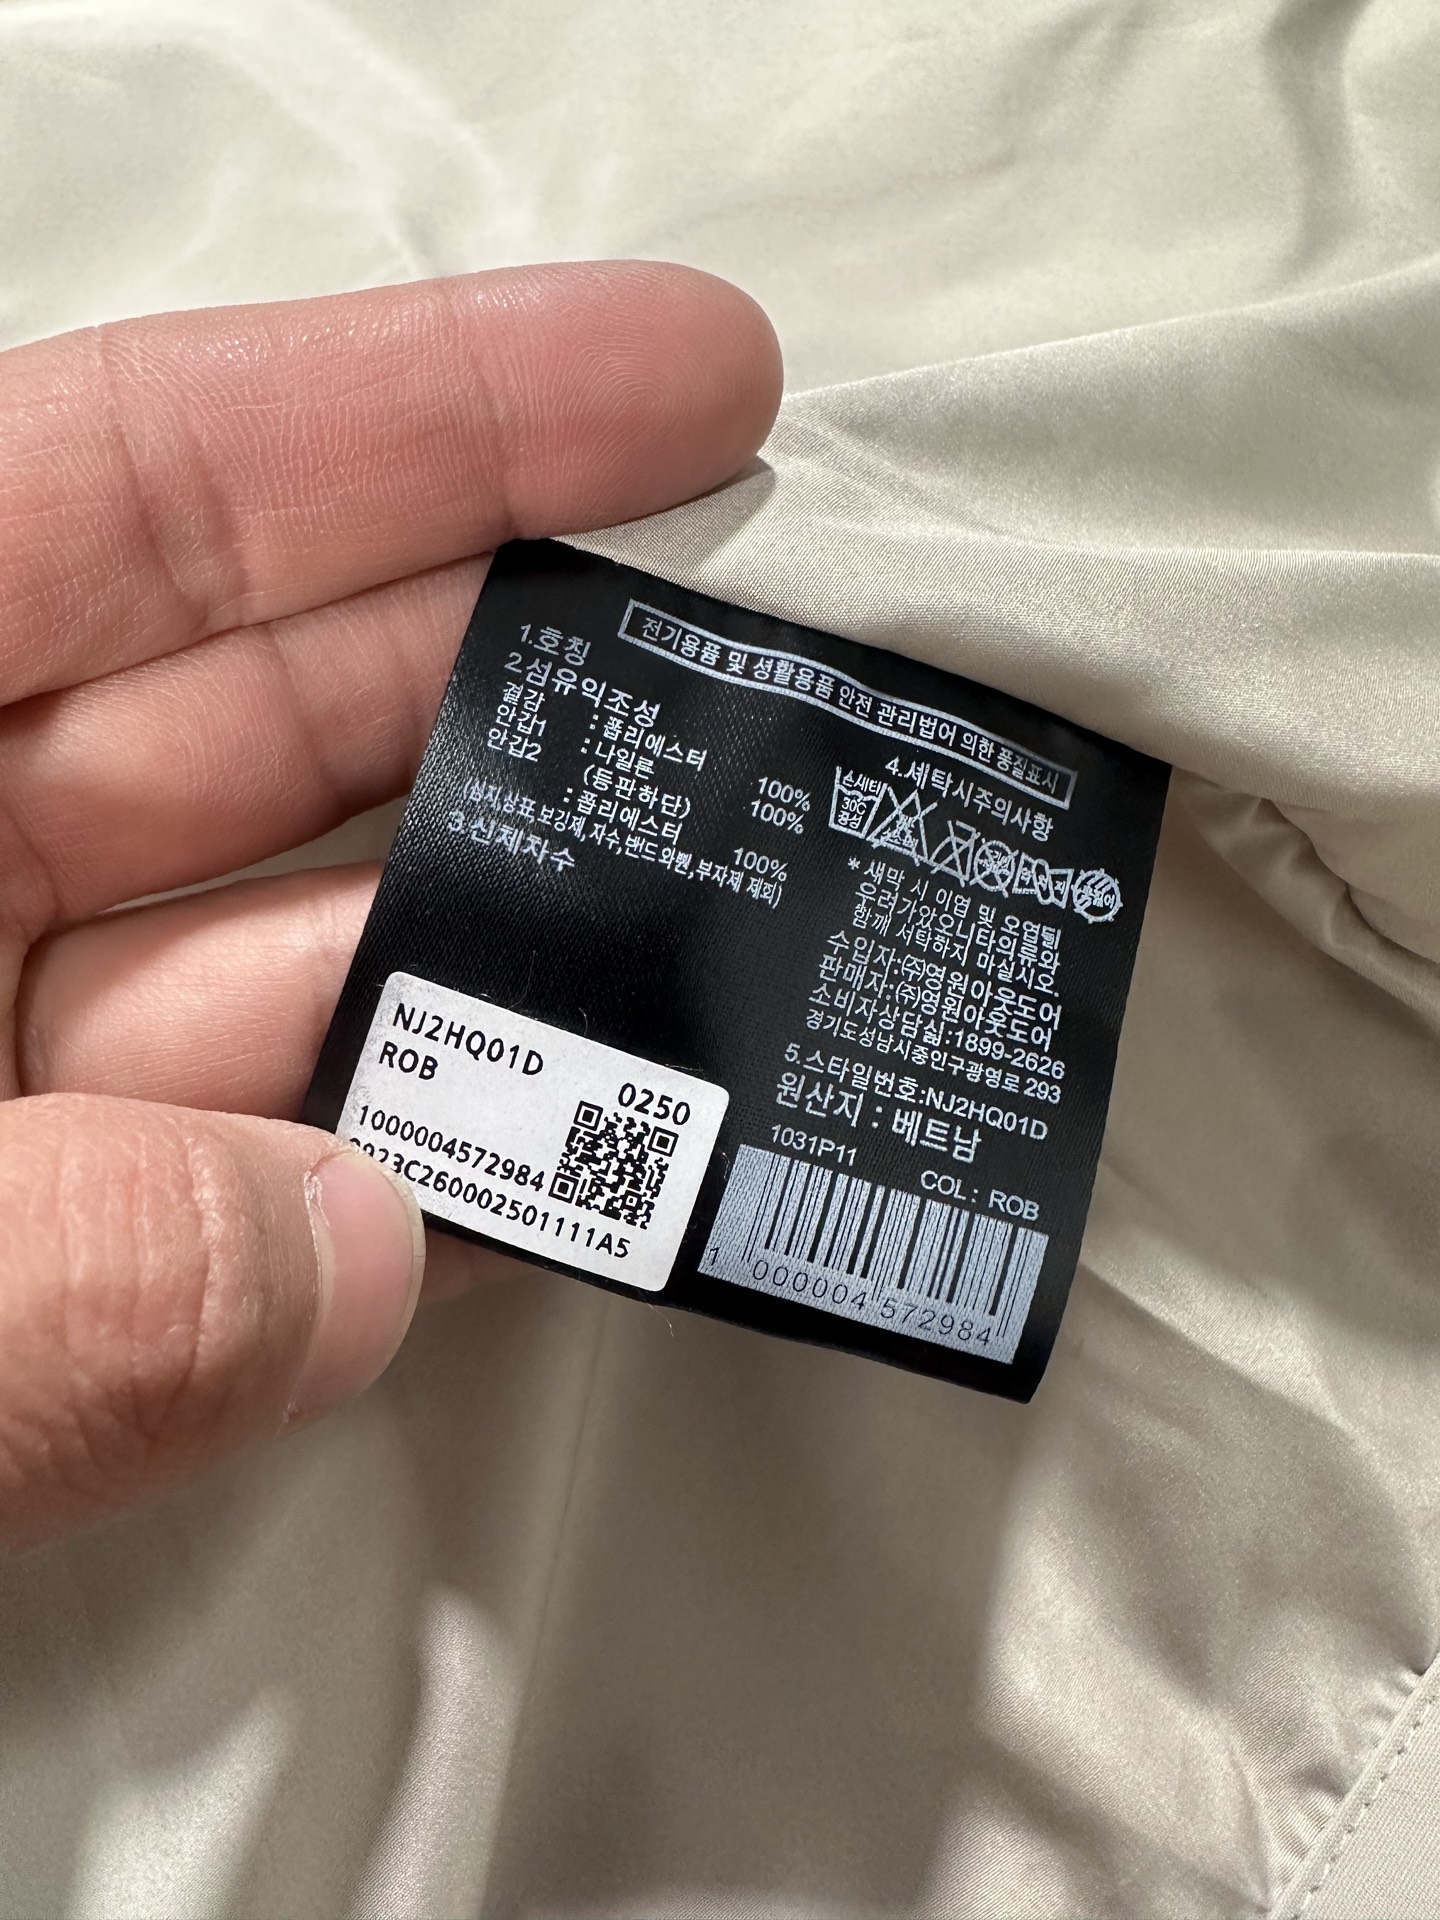 전기용품 및 생활용품 안전 관리법어 의한 품질표시
1.호칭
2.섬유익조성
겉감 : 폴리에스터 100%
안감1 : 나일론 100%
(등판하단)
안감2 : 폴리에스터 100%
(심지,상표,보강제,자수,밴드와뺀,부자제 제외)
3.신체차수
4.세탁시주의사항
손세탁
30C
중성
* 새탁 시 이염 및 오염될
우려가있으니타의류와
함께 세탁하지 마십시오.
수입자:(주)영원아웃도어
판매자:(주)영원아웃도어
소비자상담실:1899-2626
경기도성남시중인구광명로 293
5.스타일번호:NJ2HQ01D
원산지 : 베트남
1031P11
COL: ROB
1 000004 572984
NJ2HQ01D
ROB
0250
1000004572984
23C260002501111A5